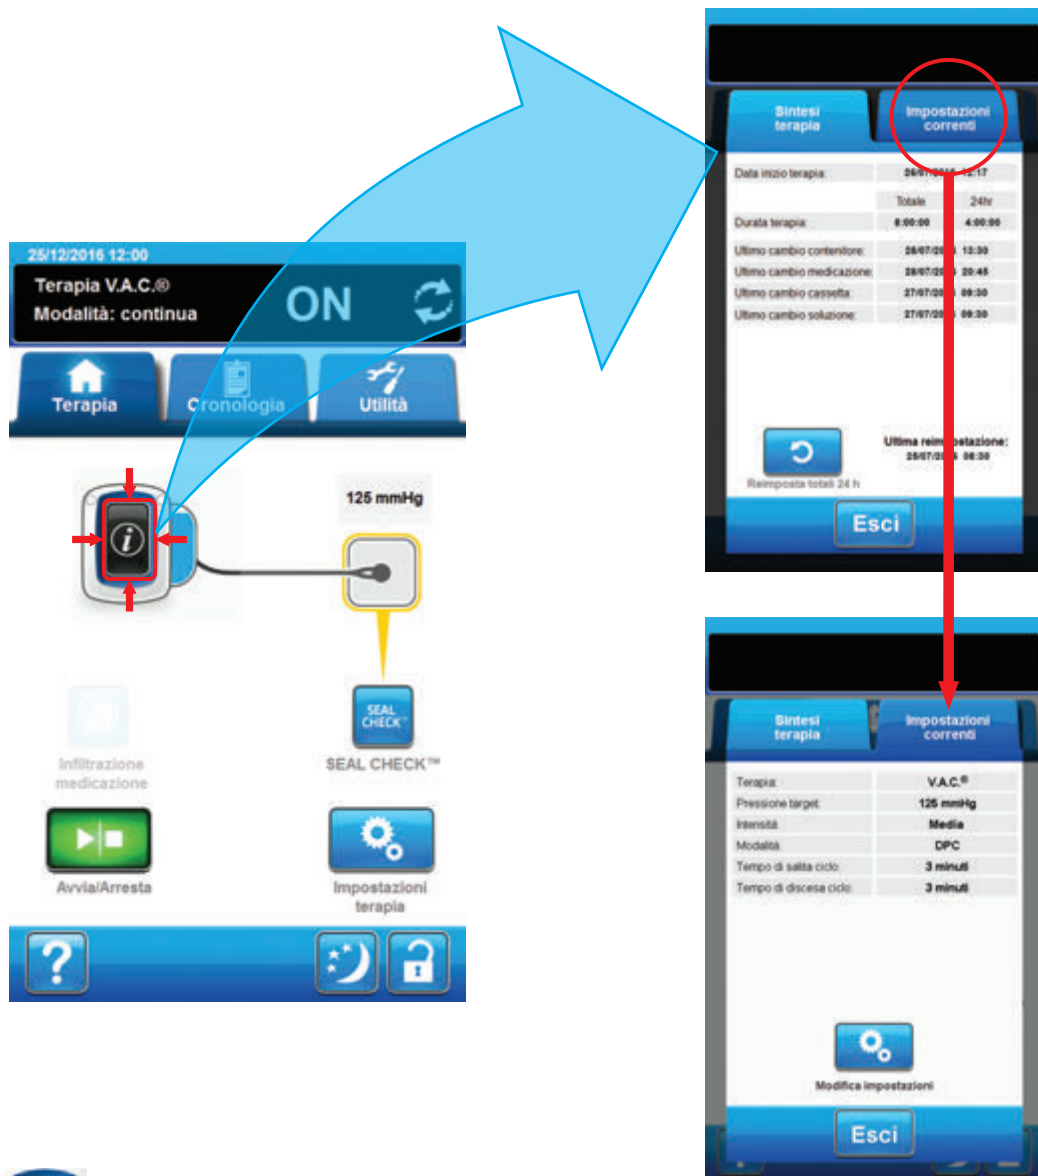 25/12/2016 12:00
Terapia V.A.C.®
Modalità: continua
ON
Terapia
Cronologia
Utilità
125 mmHg
SEAL
CHECK™
SEAL CHECK™
Infiltrazione
medicazione
Avvia/Arresta
Impostazioni
terapia
?
Sintesi
terapia
Impostazioni
correnti
Data inizio terapia:
12:17
Totale 24hr
Durata terapia: 8:00:00 4:00:00
Ultimo cambio contenitore: 13:30
Ultimo cambio medicazione: 20:45
Ultimo cambio cassetta: 09:30
Ultimo cambio soluzione: 09:30
Reimposta totali 24 h
Ultima reimpostazione:
Esci
Sintesi
terapia
Impostazioni
correnti
Terapia: V.A.C.®
Pressione target: 125 mmHg
Intensità: Media
Modalità: DPC
Tempo di salita ciclo: 3 minuti
Tempo di discesa ciclo: 3 minuti
Modifica impostazioni
Esci